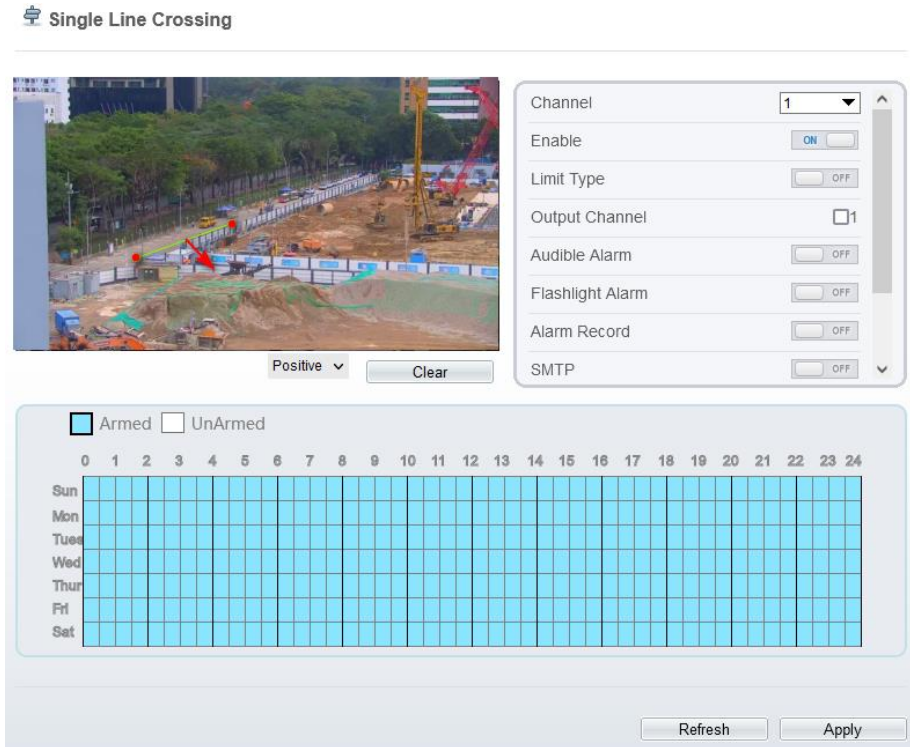 Single Line Crossing
Channel 1
Enable ON
Limit Type OFF
Output Channel 1
Audible Alarm OFF
Flashlight Alarm OFF
Alarm Record OFF
SMTP OFF
Positive Clear
Armed UnArmed
0 1 2 3 4 5 6 7 8 9 10 11 12 13 14 15 16 17 18 19 20 21 22 23 24
Sun
Mon
Tues
Wed
Thur
Fri
Sat
Refresh Apply